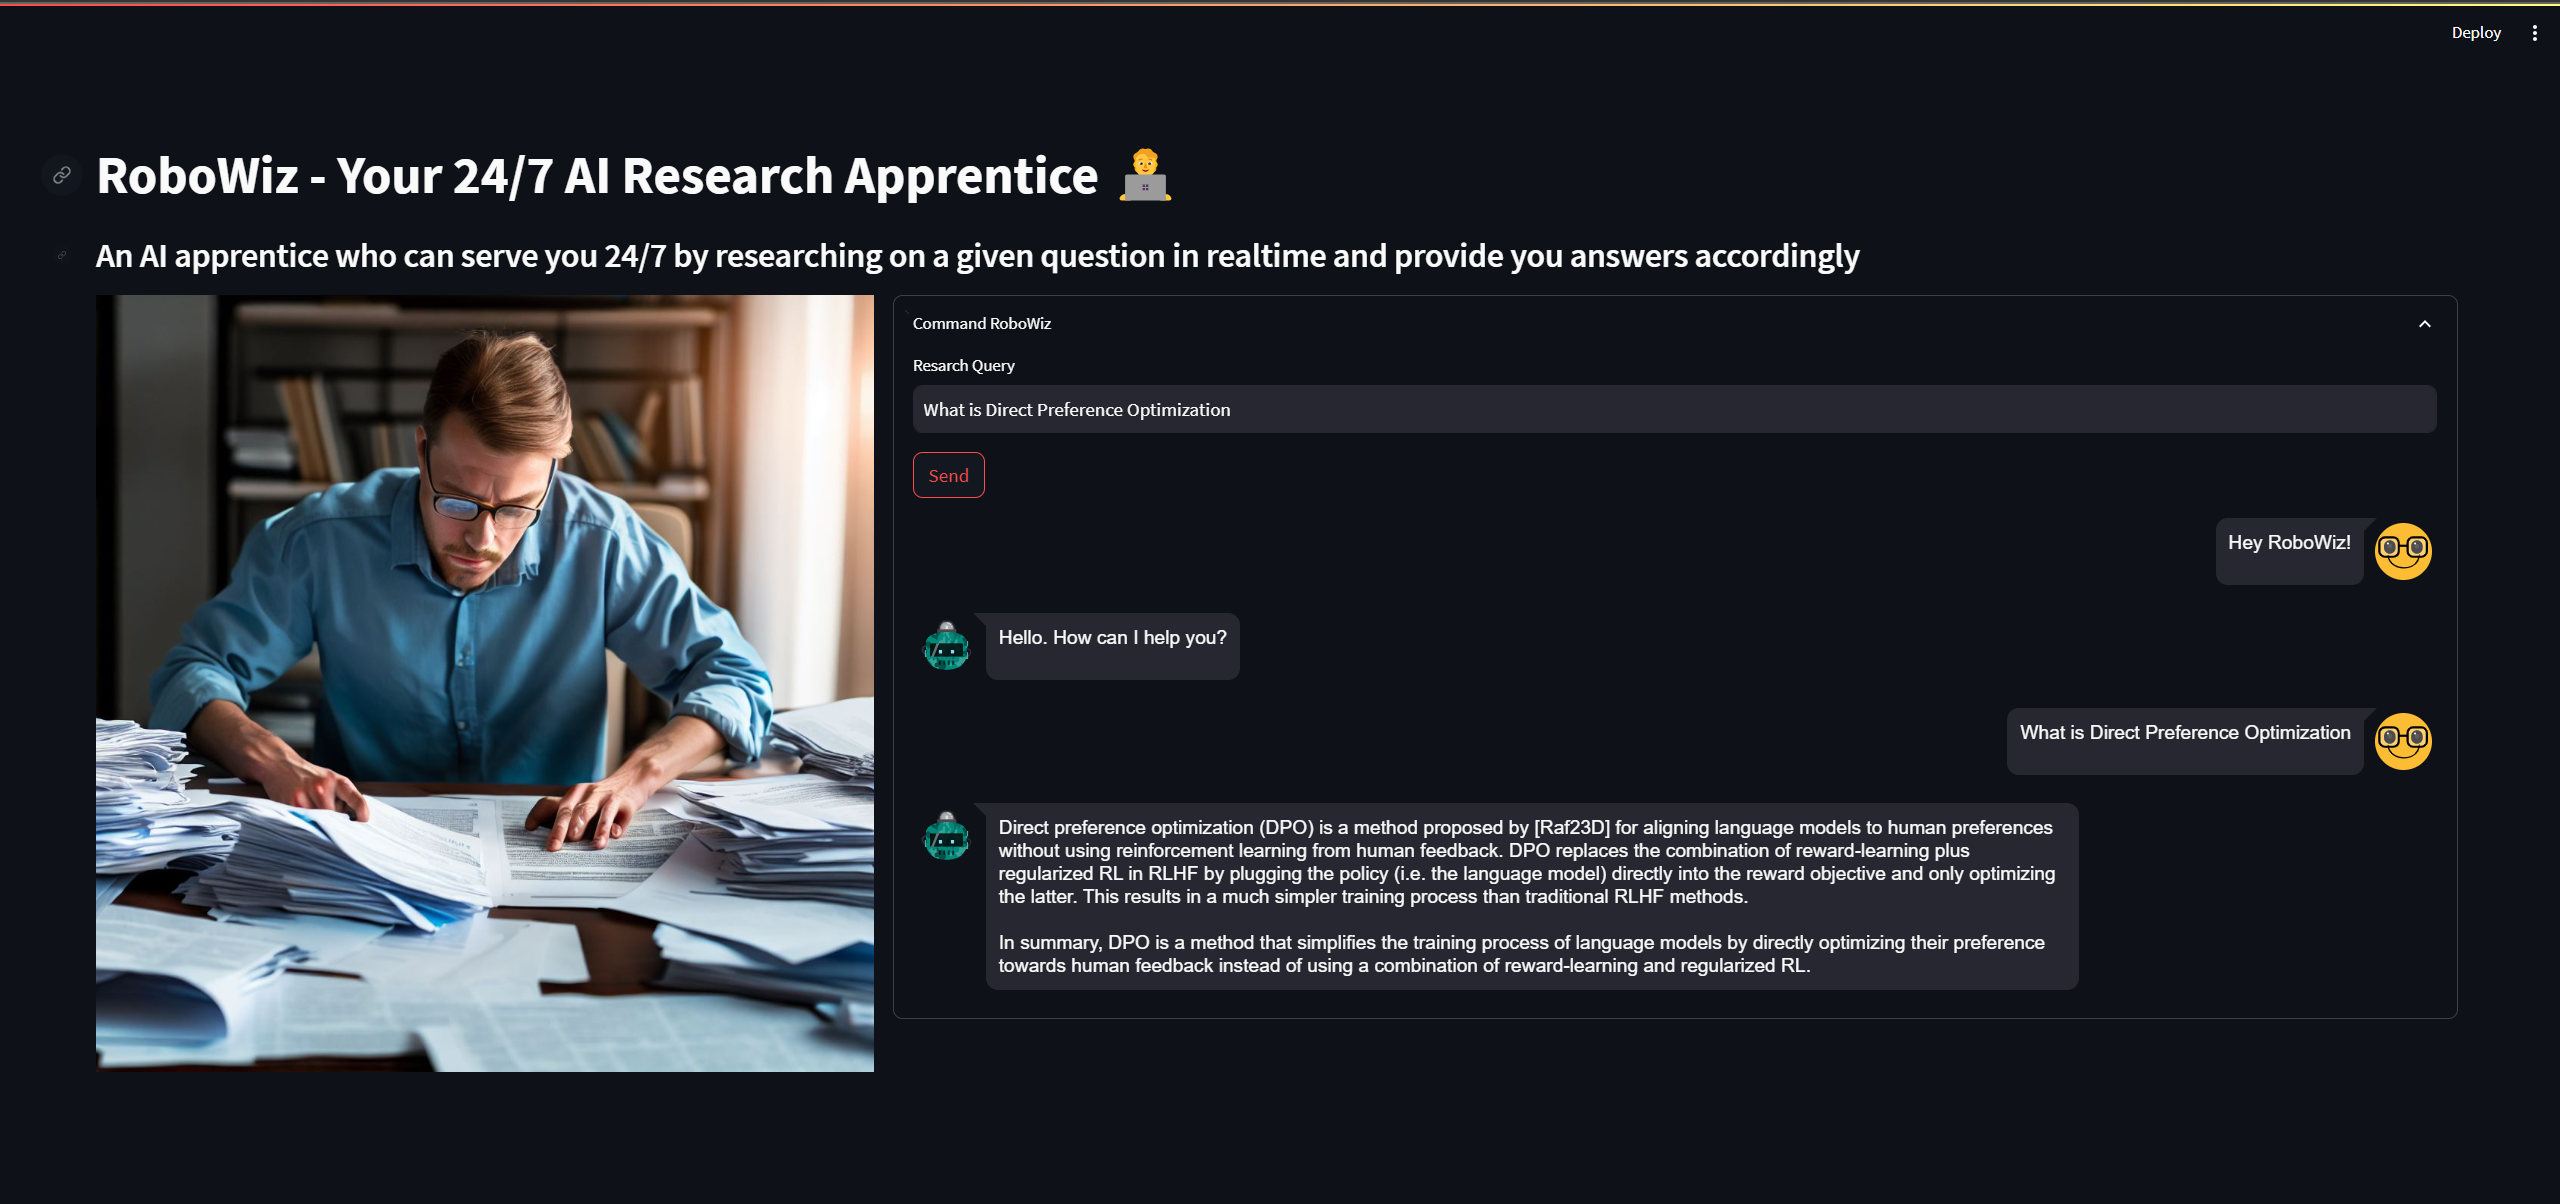 Deploy
RoboWiz - Your 24/7 AI Research Apprentice
An AI apprentice who can serve you 24/7 by researching on a given question in realtime and provide you answers accordingly
Command RoboWiz
Resarch Query
What is Direct Preference Optimization
Send
Hey RoboWiz!
Hello. How can I help you?
What is Direct Preference Optimization
Direct preference optimization (DPO) is a method proposed by [Raf23D] for aligning language models to human preferences
without using reinforcement learning from human feedback. DPO replaces the combination of reward-learning plus
regularized RL in RLHF by plugging the policy (i.e. the language model) directly into the reward objective and only optimizing
the latter. This results in a much simpler training process than traditional RLHF methods.
In summary, DPO is a method that simplifies the training process of language models by directly optimizing their preference
towards human feedback instead of using a combination of reward-learning and regularized RL.